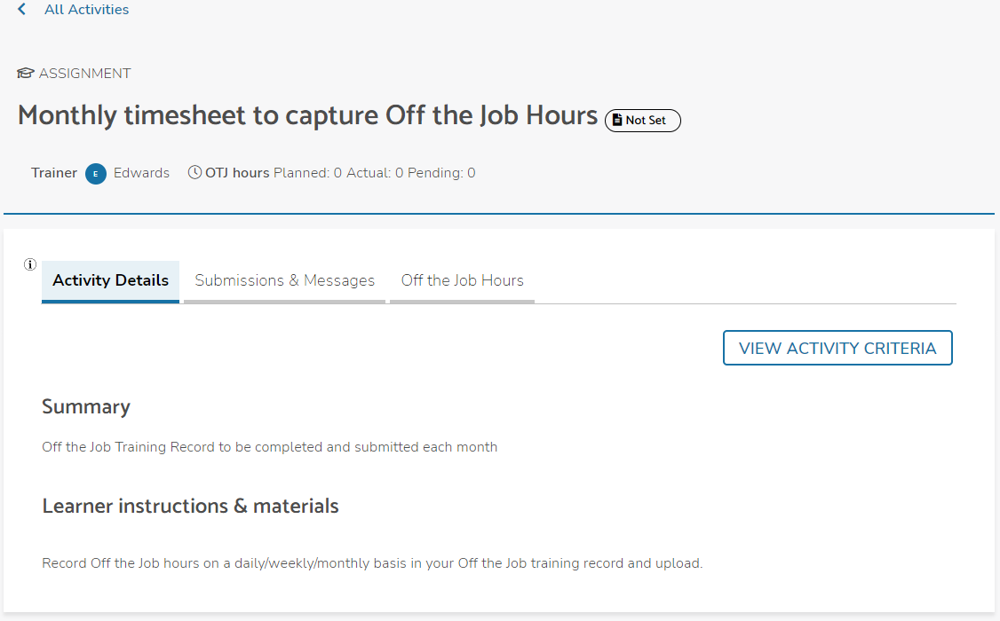 All Activities
ASSIGNMENT
Monthly timesheet to capture Off the Job Hours Not Set
Trainer E Edwards OTJ hours Planned: 0 Actual: 0 Pending: 0
Activity Details Submissions & Messages Off the Job Hours
VIEW ACTIVITY CRITERIA
Summary
Off the Job Training Record to be completed and submitted each month
Learner instructions & materials
Record Off the Job hours on a daily/weekly/monthly basis in your Off the Job training record and upload.